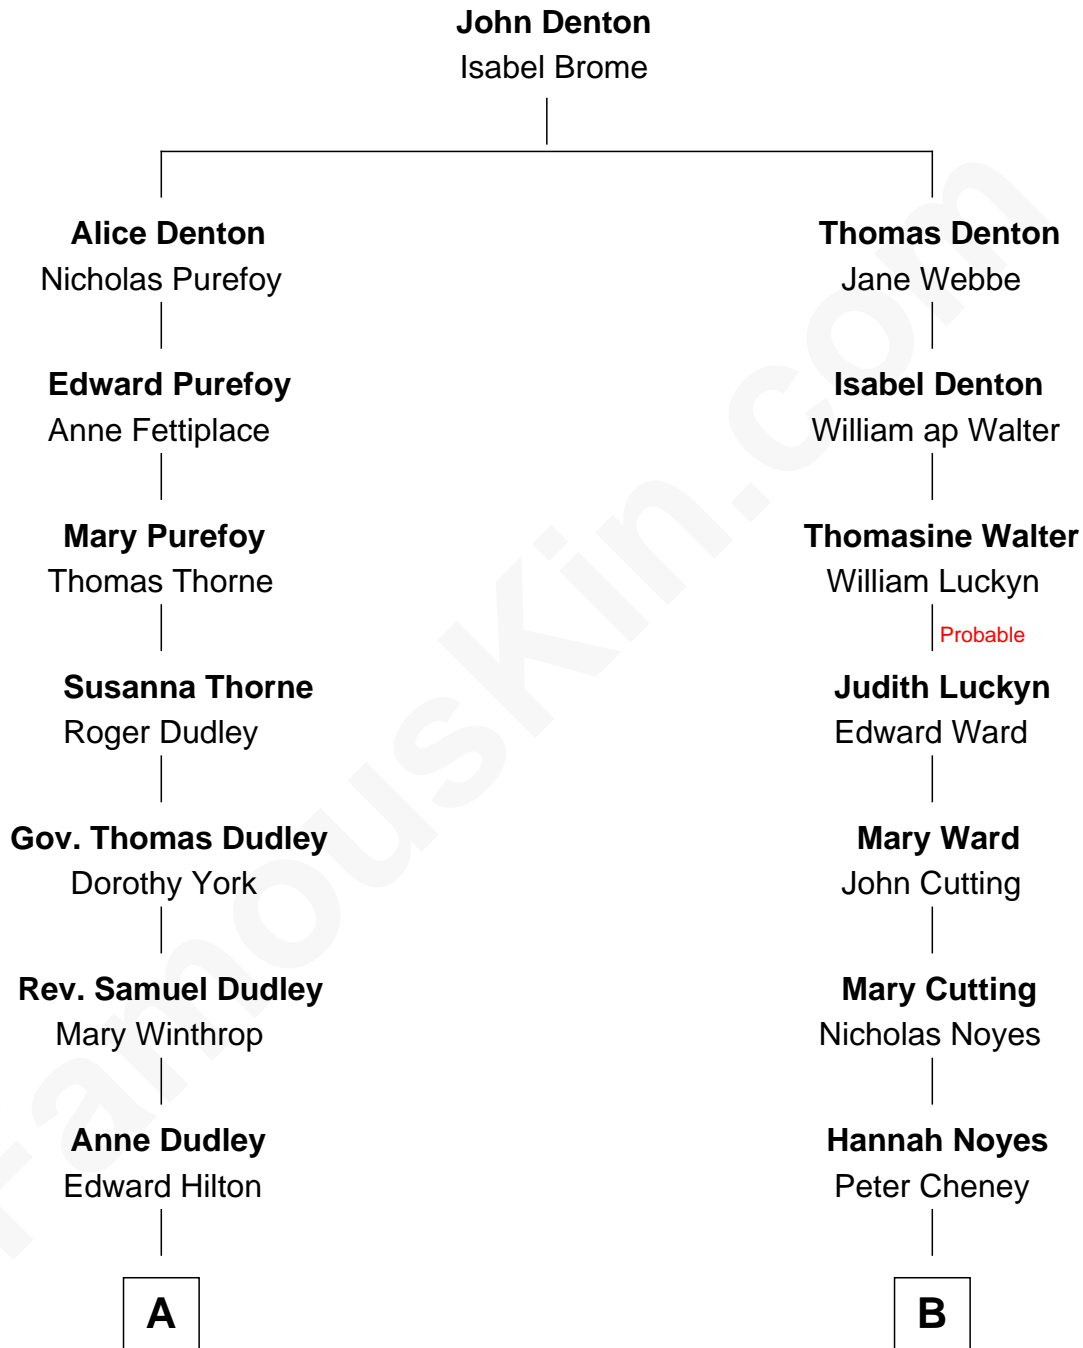 John Denton
Isabel Brome
Alice Denton
Nicholas Purefoy
Edward Purefoy
Anne Fettiplace
Mary Purefoy
Thomas Thorne
Susanna Thorne
Roger Dudley
Gov. Thomas Dudley
Dorothy York
Rev. Samuel Dudley
Mary Winthrop
Anne Dudley
Edward Hilton
A
Thomas Denton
Jane Webbe
Isabel Denton
William ap Walter
Thomasine Walter
William Luckyn
Probable
Judith Luckyn
Edward Ward
Mary Ward
John Cutting
Mary Cutting
Nicholas Noyes
Hannah Noyes
Peter Cheney
B
FamousKin.com